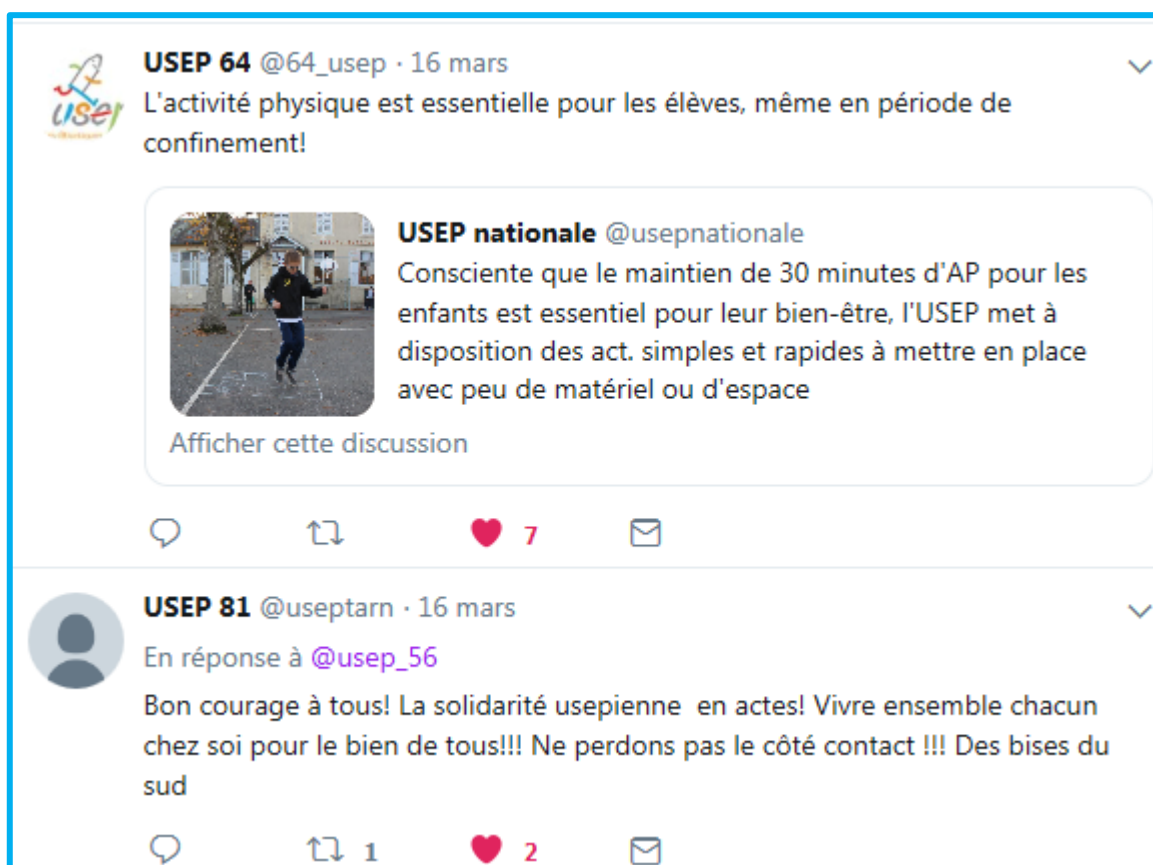 USEP 64 @64_usep · 16 mars
L'activité physique est essentielle pour les élèves, même en période de
confinement!
usep
USEP nationale @usepnationale
Consciente que le maintien de 30 minutes d'AP pour les
enfants est essentiel pour leur bien-être, l'USEP met à
disposition des act. simples et rapides à mettre en place
avec peu de matériel ou d'espace
Afficher cette discussion
7
USEP 81 @useptarn · 16 mars
En réponse à @usep_56
Bon courage à tous! La solidarité usepienne  en actes! Vivre ensemble chacun
chez soi pour le bien de tous!!! Ne perdons pas le côté contact !!! Des bises du
sud
1
2